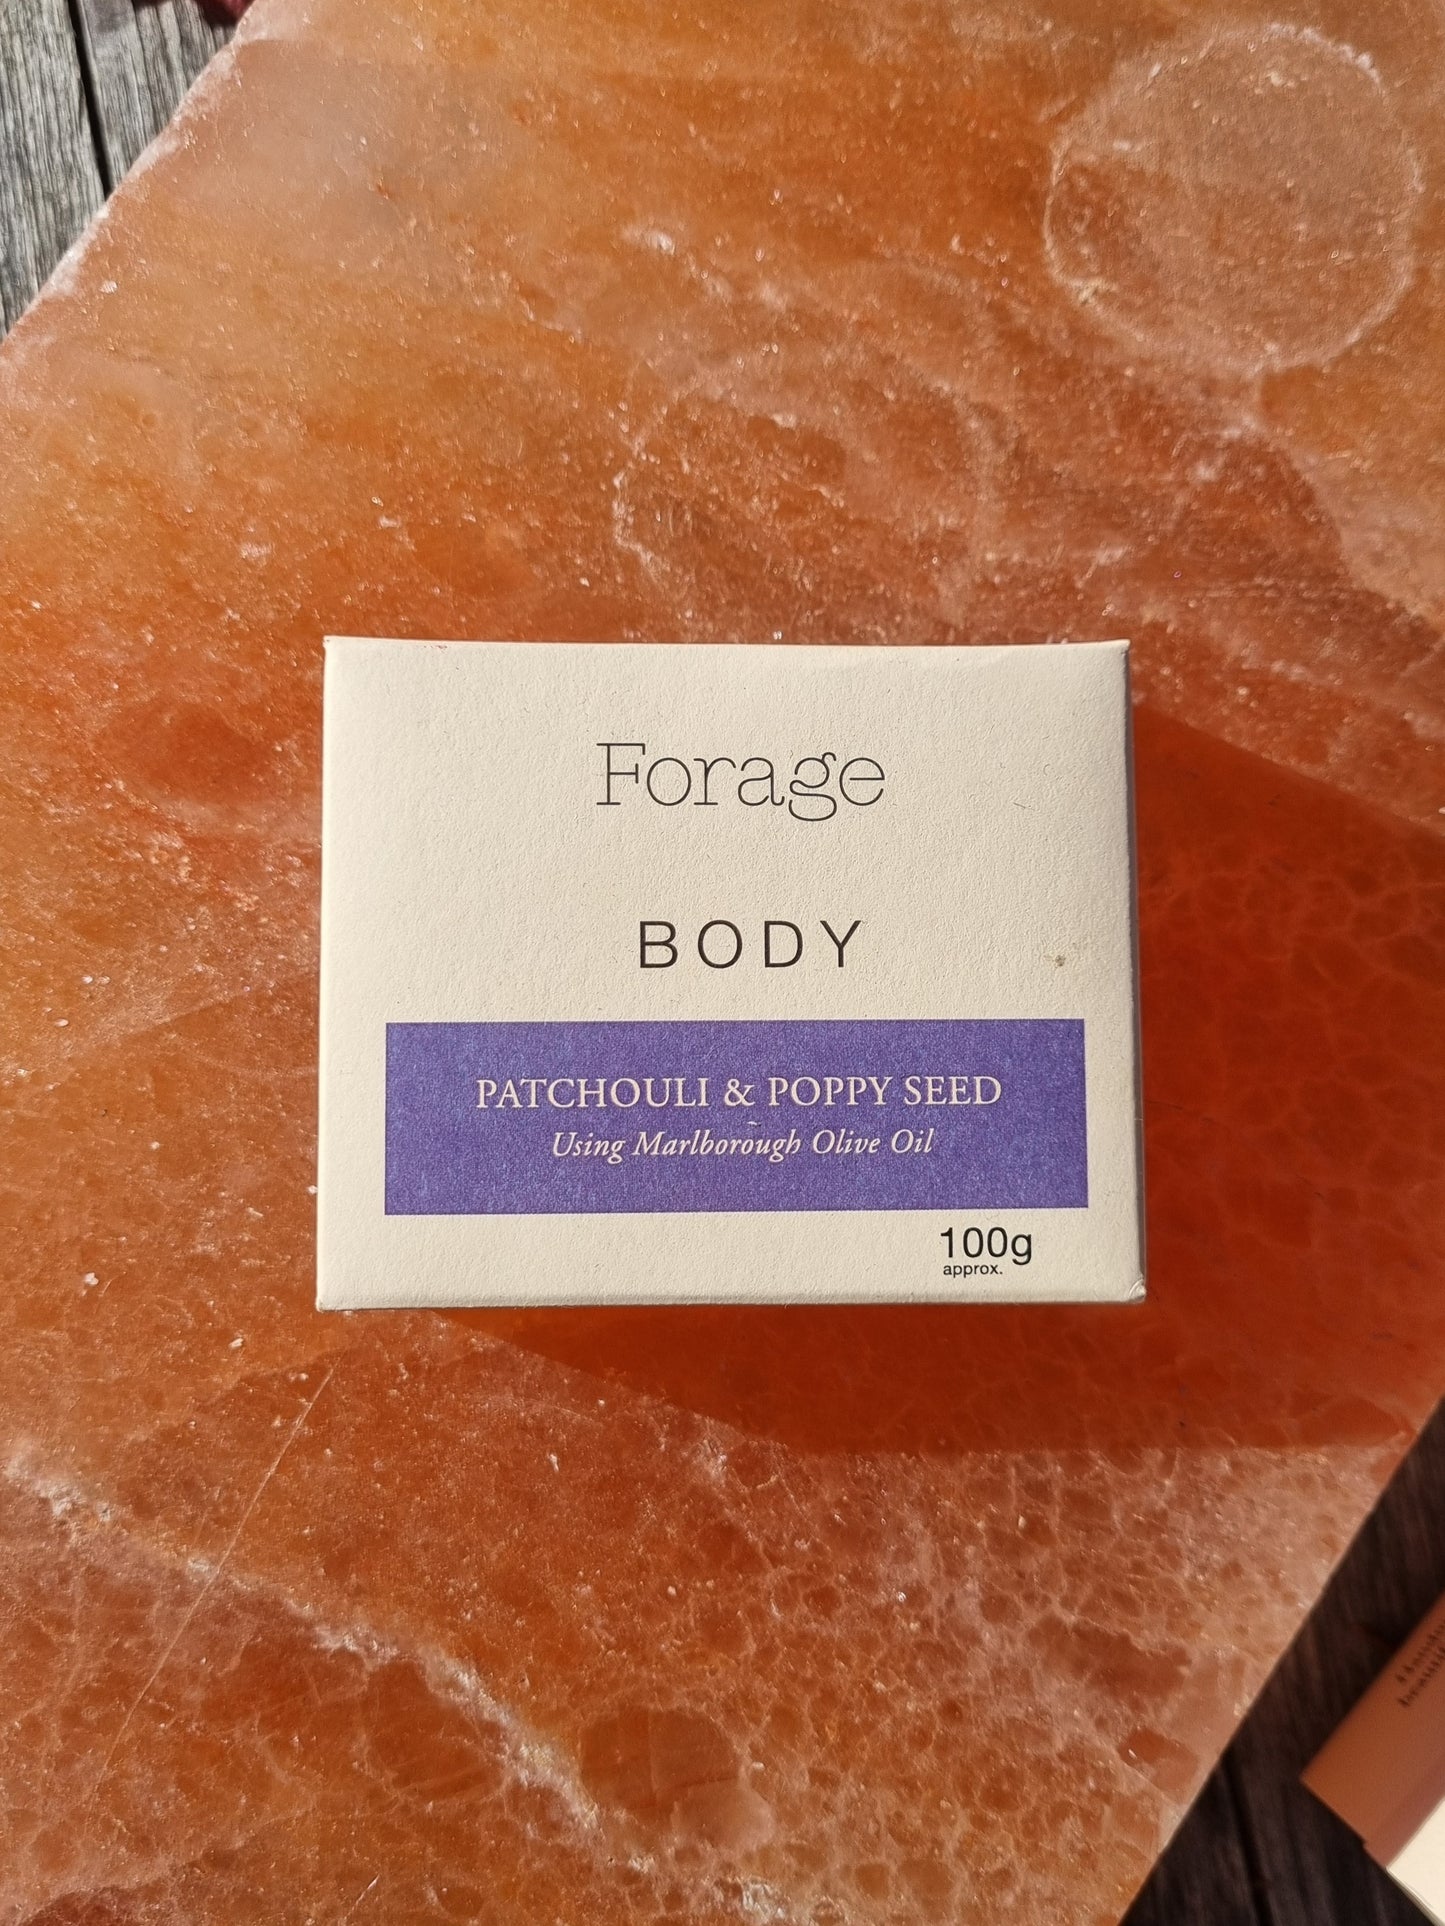 Forage
BODY
PATCHOULI & POPPY SEED
Using Marlborough Olive Oil
100g
approx.